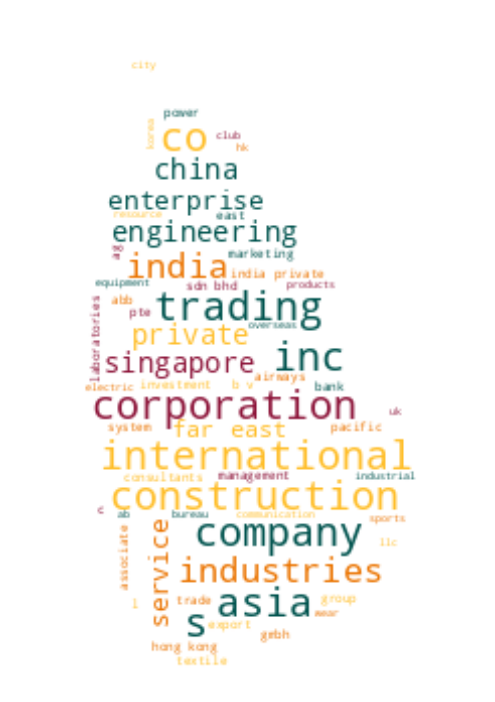 city
power
korea
co
club
hk
china
enterprise
resource
east
engineering
ag
marketing
india
india private
equipment
sdn bhd
products
abb
laboratories
pte
trading
overseas
private
inc
singapore
airways
electric
investment
b v
bank
corporation
uk
system
far east
pacific
international
consultants
management
industrial
construction
c
ab
bureau
communication
sports
associate
service
company
llc
industries
l
trade
asia
group
wear
s
export
gmbh
hong kong
textile